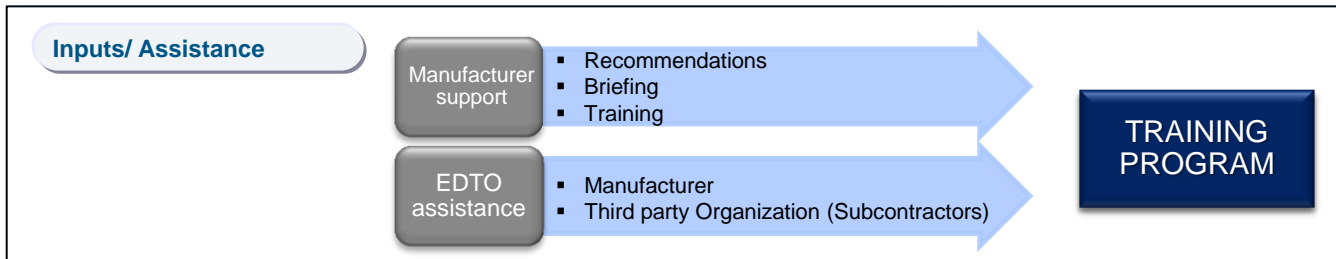 Inputs/ Assistance
Manufacturer
support
▪ Recommendations
▪ Briefing
▪ Training
EDTO
assistance
▪ Manufacturer
▪ Third party Organization (Subcontractors)
TRAINING
PROGRAM